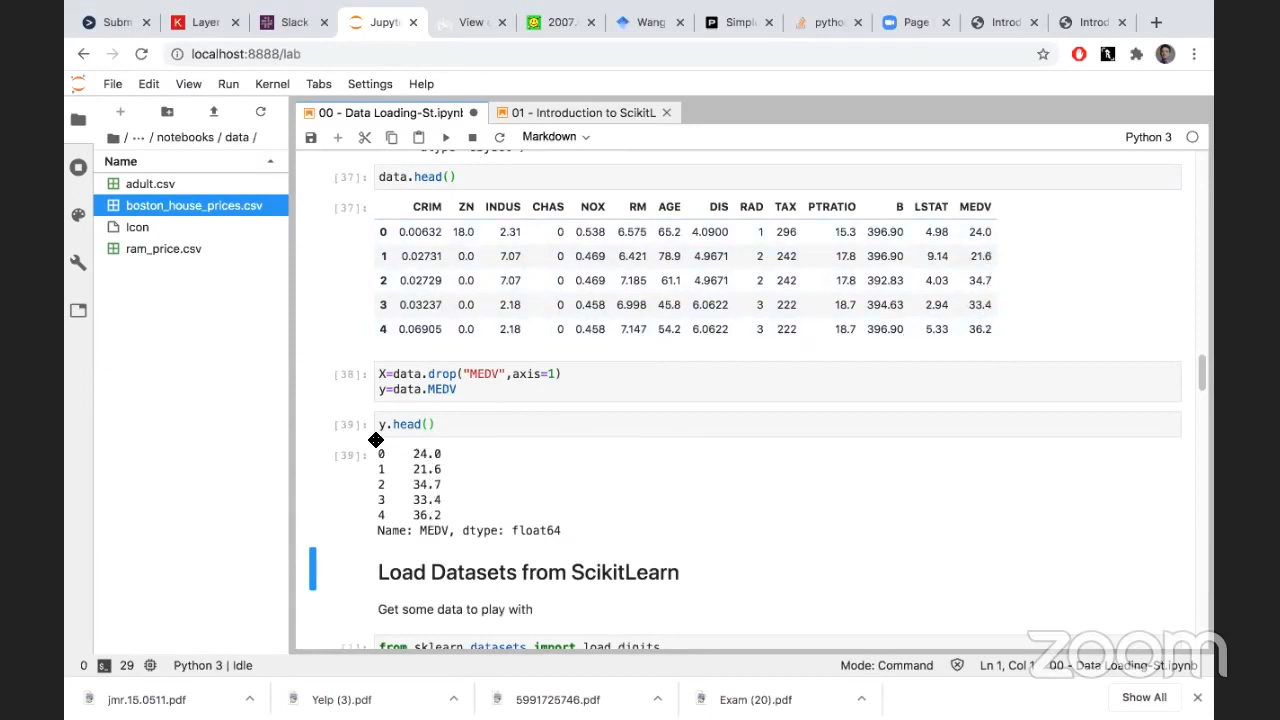 Subm
Layer
Slack
Jupyte
View
2007.
Wang
Simpl
pytho
Page
Introd
Introd
localhost:8888/lab
File Edit View Run Kernel Tabs Settings Help
00 - Data Loading-St.ipynb
01 - Introduction to ScikitL
Markdown
Python 3
/ ··· / notebooks / data /
Name
adult.csv
boston_house_prices.csv
Icon
ram_price.csv
[37]: data.head()
[37]: CRIM ZN INDUS CHAS NOX RM AGE DIS RAD TAX PTRATIO B LSTAT MEDV
0 0.00632 18.0 2.31 0 0.538 6.575 65.2 4.0900 1 296 15.3 396.90 4.98 24.0
1 0.02731 0.0 7.07 0 0.469 6.421 78.9 4.9671 2 242 17.8 396.90 9.14 21.6
2 0.02729 0.0 7.07 0 0.469 7.185 61.1 4.9671 2 242 17.8 392.83 4.03 34.7
3 0.03237 0.0 2.18 0 0.458 6.998 45.8 6.0622 3 222 18.7 394.63 2.94 33.4
4 0.06905 0.0 2.18 0 0.458 7.147 54.2 6.0622 3 222 18.7 396.90 5.33 36.2
[38]: X=data.drop("MEDV",axis=1)
y=data.MEDV
[39]: y.head()
[39]: 0 24.0
1 21.6
2 34.7
3 33.4
4 36.2
Name: MEDV, dtype: float64
Load Datasets from ScikitLearn
Get some data to play with
from sklearn.datasets import load_digits
zoom
0 29 Python 3 | Idle
Mode: Command Ln 1, Col 1 00 - Data Loading-St.ipynb
jmr.15.0511.pdf
Yelp (3).pdf
5991725746.pdf
Exam (20).pdf
Show All